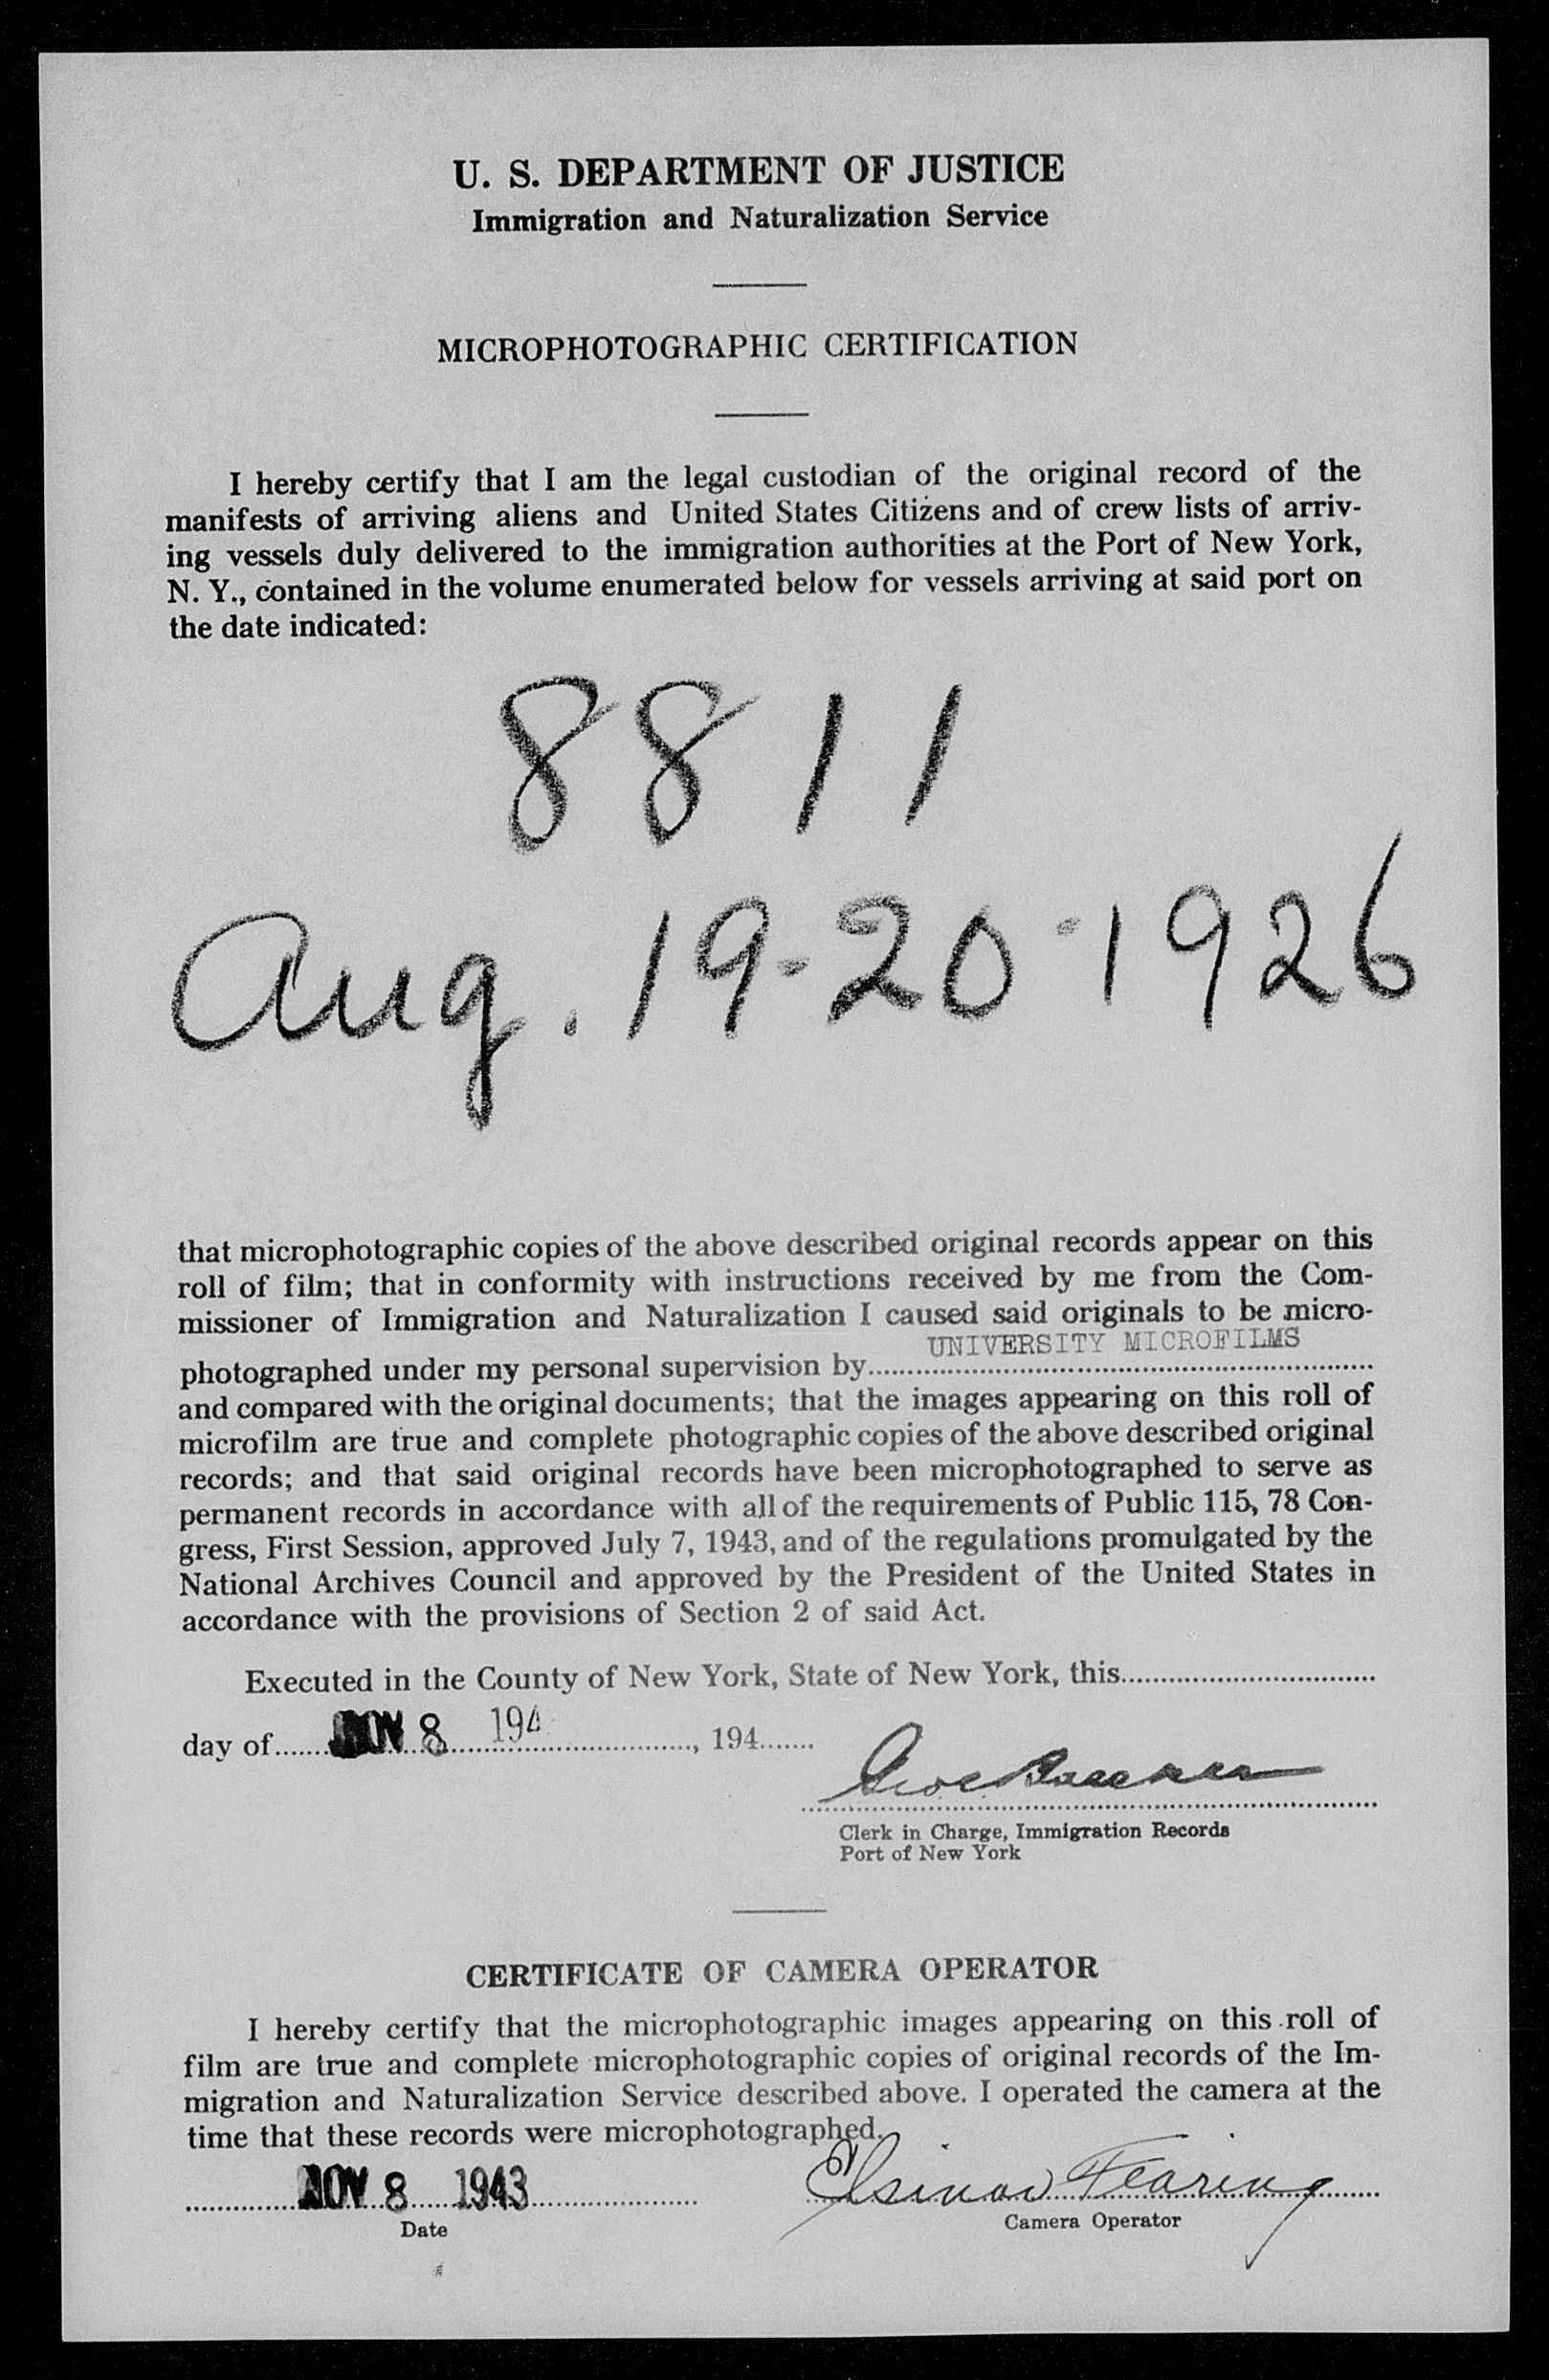 U. S. DEPARTMENT OF JUSTICE
Immigration and Naturalization Service
MICROPHOTOGRAPHIC CERTIFICATION
I hereby certify that I am the legal custodian of the original record of the
manifests of arriving aliens and United States Citizens and of crew lists of arriv-
ing vessels duly delivered to the immigration authorities at the Port of New York,
N. Y., contained in the volume enumerated below for vessels arriving at said port on
the date indicated:
8811
Aug. 19-20-1926
that microphotographic copies of the above described original records appear on this
roll of film; that in conformity with instructions received by me from the Com-
missioner of Immigration and Naturalization I caused said originals to be micro-
UNIVERSITY MICROFILMS
photographed under my personal supervision by
and compared with the original documents; that the images appearing on this roll of
microfilm are true and complete photographic copies of the above described original
records; and that said original records have been microphotographed to serve as
permanent records in accordance with all of the requirements of Public 115, 78 Con-
gress, First Session, approved July 7, 1943, and of the regulations promulgated by the
National Archives Council and approved by the President of the United States in
accordance with the provisions of Section 2 of said Act.
Executed in the County of New York, State of New York, this
day of NOV 8 194 , 194
Clerk in Charge, Immigration Records
Port of New York
CERTIFICATE OF CAMERA OPERATOR
I hereby certify that the microphotographic images appearing on this roll of
film are true and complete microphotographic copies of original records of the Im-
migration and Naturalization Service described above. I operated the camera at the
time that these records were microphotographed.
NOV 8 1943 Fearing
Date Camera Operator